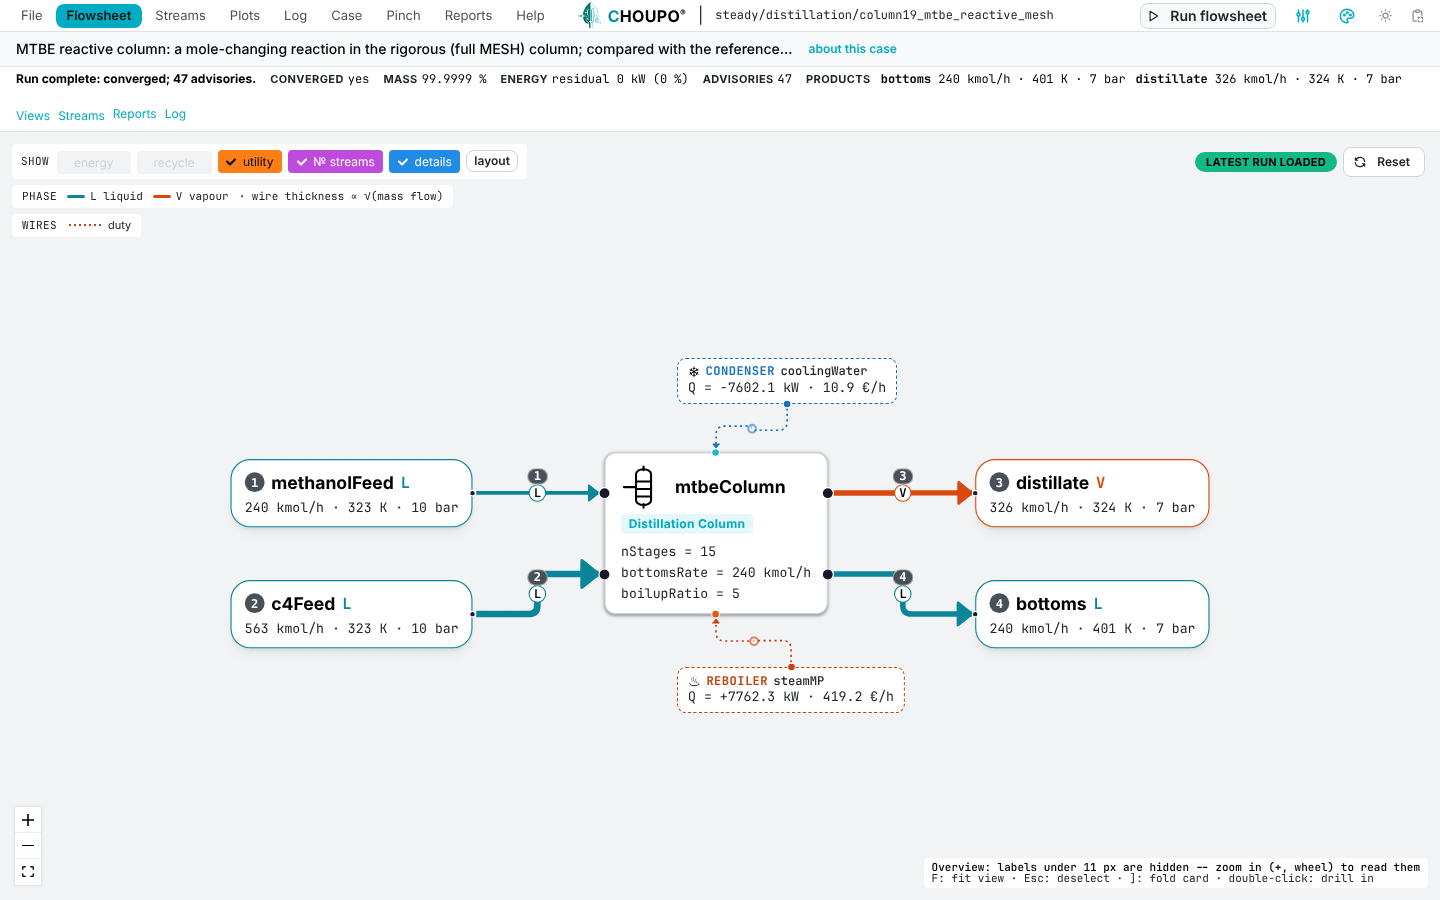 File Flowsheet Streams Plots Log Case Pinch Reports Help CHOUPO® steady/distillation/column19_mtbe_reactive_mesh Run flowsheet
MTBE reactive column: a mole-changing reaction in the rigorous (full MESH) column; compared with the reference... about this case
Run complete: converged; 47 advisories. CONVERGED yes MASS 99.9999 % ENERGY residual 0 kW (0 %) ADVISORIES 47 PRODUCTS bottoms 240 kmol/h · 401 K · 7 bar distillate 326 kmol/h · 324 K · 7 bar
Views Streams Reports Log
SHOW energy recycle utility № streams details layout
LATEST RUN LOADED Reset
PHASE L liquid V vapour · wire thickness ∝ √(mass flow)
WIRES duty
CONDENSER coolingWater
Q = -7602.1 kW · 10.9 €/h
1 methanolFeed L
240 kmol/h · 323 K · 10 bar
1
L
mtbeColumn
Distillation Column
nStages = 15
bottomsRate = 240 kmol/h
boilupRatio = 5
3
V
3 distillate V
326 kmol/h · 324 K · 7 bar
2 c4Feed L
563 kmol/h · 323 K · 10 bar
2
L
4
L
4 bottoms L
240 kmol/h · 401 K · 7 bar
REBOILER steamMP
Q = +7762.3 kW · 419.2 €/h
Overview: labels under 11 px are hidden -- zoom in (+, wheel) to read them
F: fit view · Esc: deselect · ]: fold card · double-click: drill in